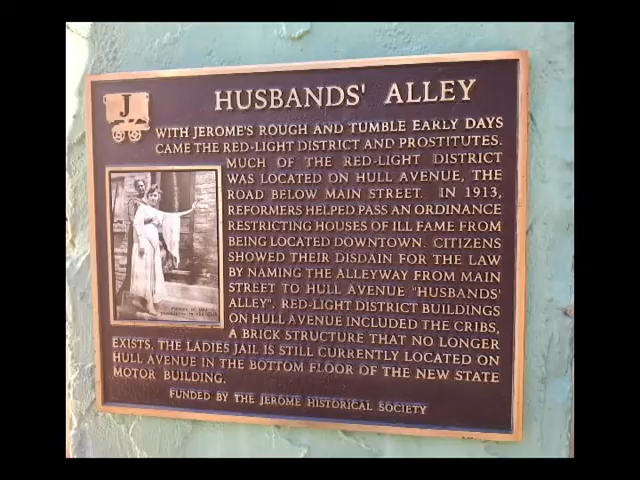 J
HUSBANDS' ALLEY
WITH JEROME'S ROUGH AND TUMBLE EARLY DAYS
CAME THE RED-LIGHT DISTRICT AND PROSTITUTES.
MUCH OF THE RED-LIGHT DISTRICT
WAS LOCATED ON HULL AVENUE, THE
ROAD BELOW MAIN STREET. IN 1913,
REFORMERS HELPED PASS AN ORDINANCE
RESTRICTING HOUSES OF ILL FAME FROM
BEING LOCATED DOWNTOWN. CITIZENS
SHOWED THEIR DISDAIN FOR THE LAW
BY NAMING THE ALLEYWAY FROM MAIN
STREET TO HULL AVENUE "HUSBANDS'
ALLEY". RED-LIGHT DISTRICT BUILDINGS
ON HULL AVENUE INCLUDED THE CRIBS,
A BRICK STRUCTURE THAT NO LONGER
EXISTS. THE LADIES JAIL IS STILL CURRENTLY LOCATED ON
HULL AVENUE IN THE BOTTOM FLOOR OF THE NEW STATE
MOTOR BUILDING.
FUNDED BY THE JEROME HISTORICAL SOCIETY